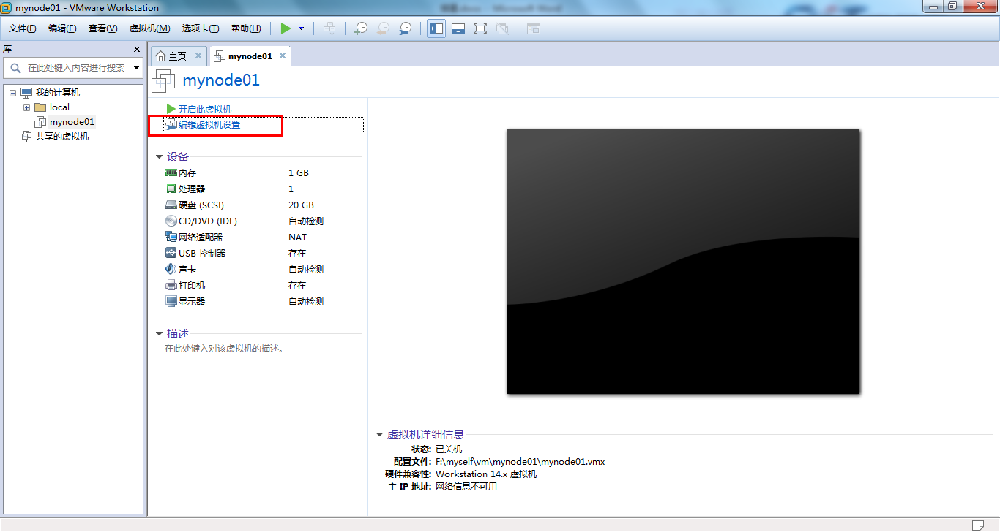 mynode01 - VMware Workstation
文件(F) 编辑(E) 查看(V) 虚拟机(M) 选项卡(T) 帮助(H)
库
在此处键入内容进行搜索
我的计算机
local
mynode01
共享的虚拟机
主页
mynode01
mynode01
开启此虚拟机
编辑虚拟机设置
设备
内存 1 GB
处理器 1
硬盘 (SCSI) 20 GB
CD/DVD (IDE) 自动检测
网络适配器 NAT
USB 控制器 存在
声卡 自动检测
打印机 存在
显示器 自动检测
描述
在此处键入对该虚拟机的描述。
虚拟机详细信息
状态: 已关机
配置文件: F:\myself\vm\mynode01\mynode01.vmx
硬件兼容性: Workstation 14.x 虚拟机
主 IP 地址: 网络信息不可用